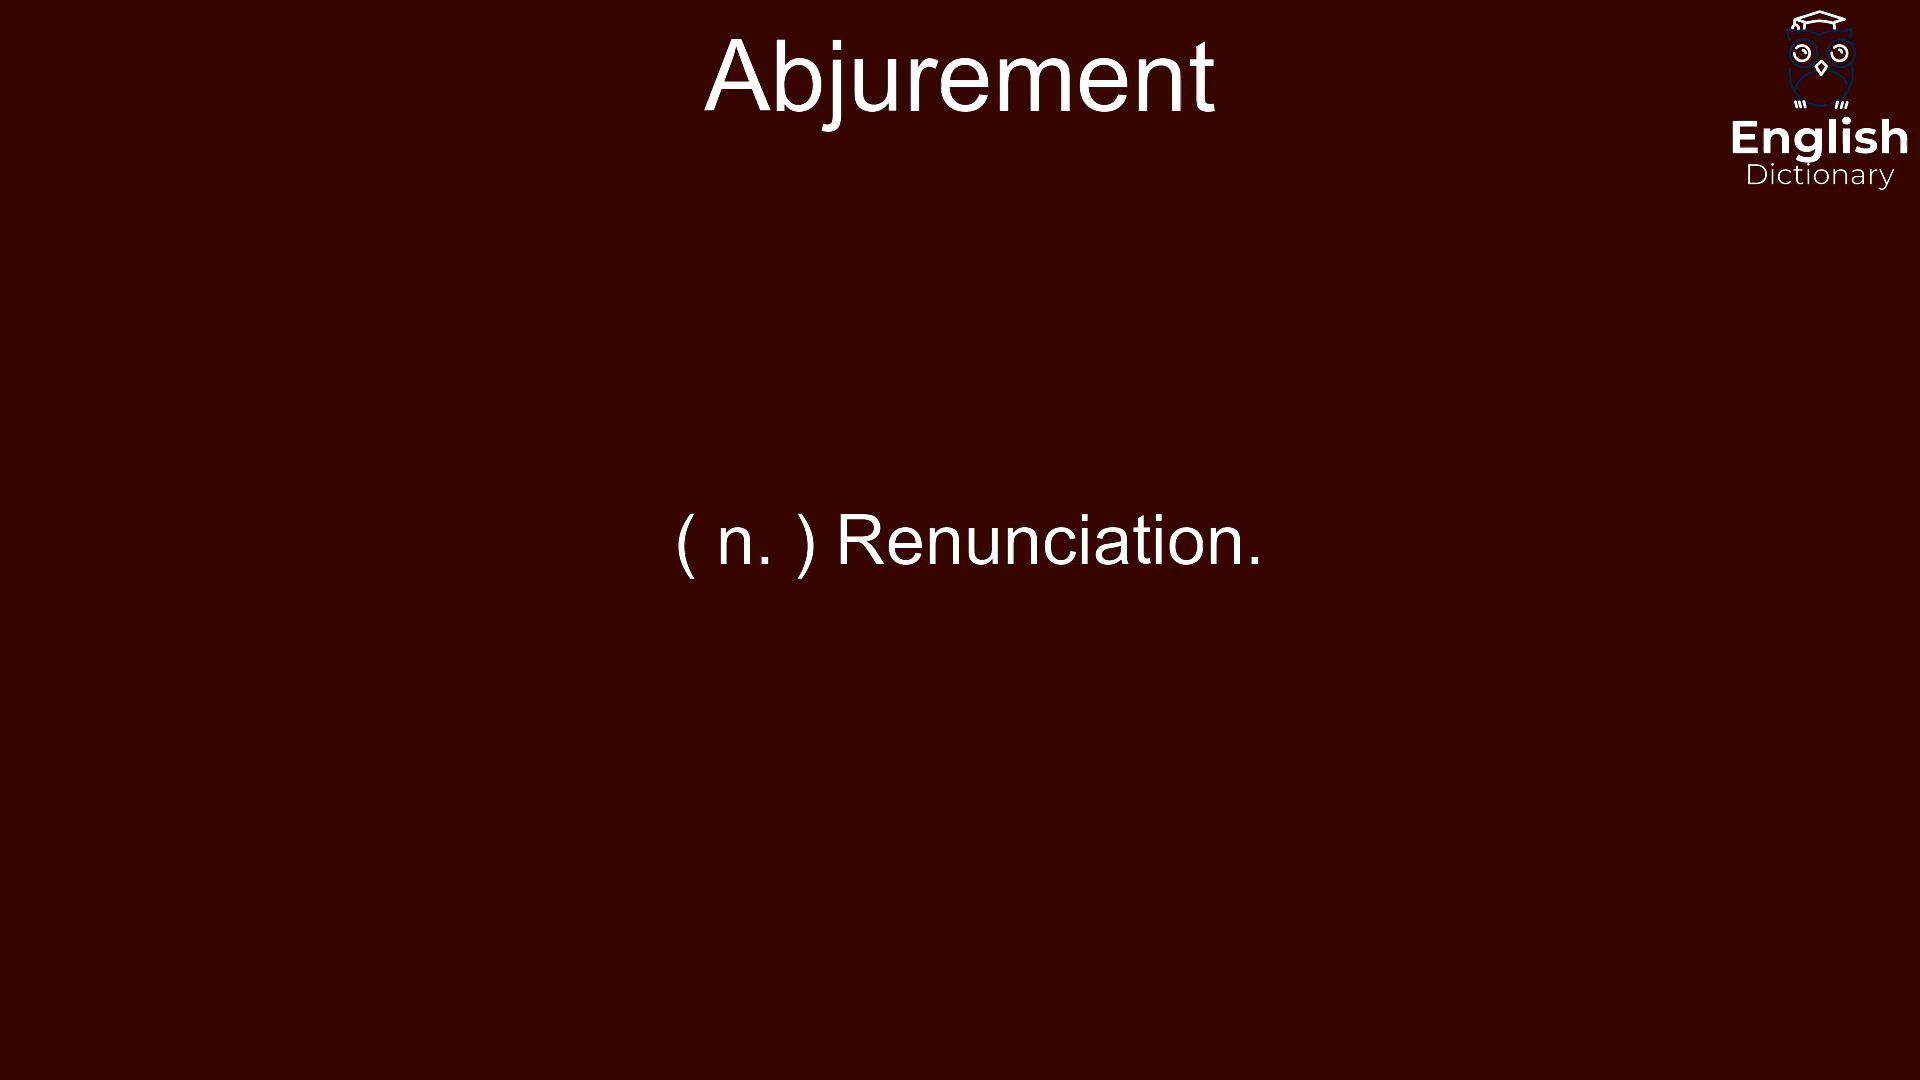 Abjurement
English
Dictionary
( n. ) Renunciation.